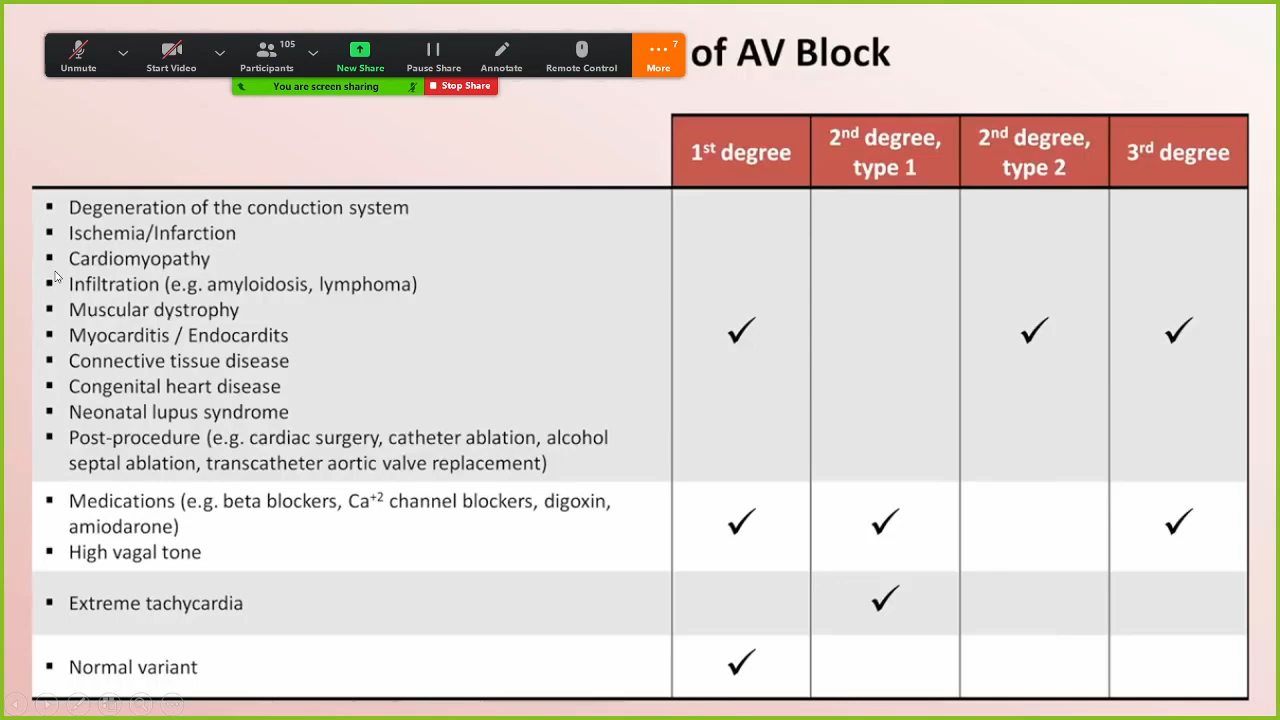 105
7
Unmute
Start Video
Participants
New Share
Pause Share
Annotate
Remote Control
More
of AV Block
You are screen sharing
Stop Share
1st degree
2nd degree,
type 1
2nd degree,
type 2
3rd degree
▪ Degeneration of the conduction system
▪ Ischemia/Infarction
▪ Cardiomyopathy
▪ Infiltration (e.g. amyloidosis, lymphoma)
▪ Muscular dystrophy
▪ Myocarditis / Endocardits
▪ Connective tissue disease
▪ Congenital heart disease
▪ Neonatal lupus syndrome
▪ Post-procedure (e.g. cardiac surgery, catheter ablation, alcohol
septal ablation, transcatheter aortic valve replacement)
▪ Medications (e.g. beta blockers, Ca+2 channel blockers, digoxin,
amiodarone)
▪ High vagal tone
▪ Extreme tachycardia
▪ Normal variant